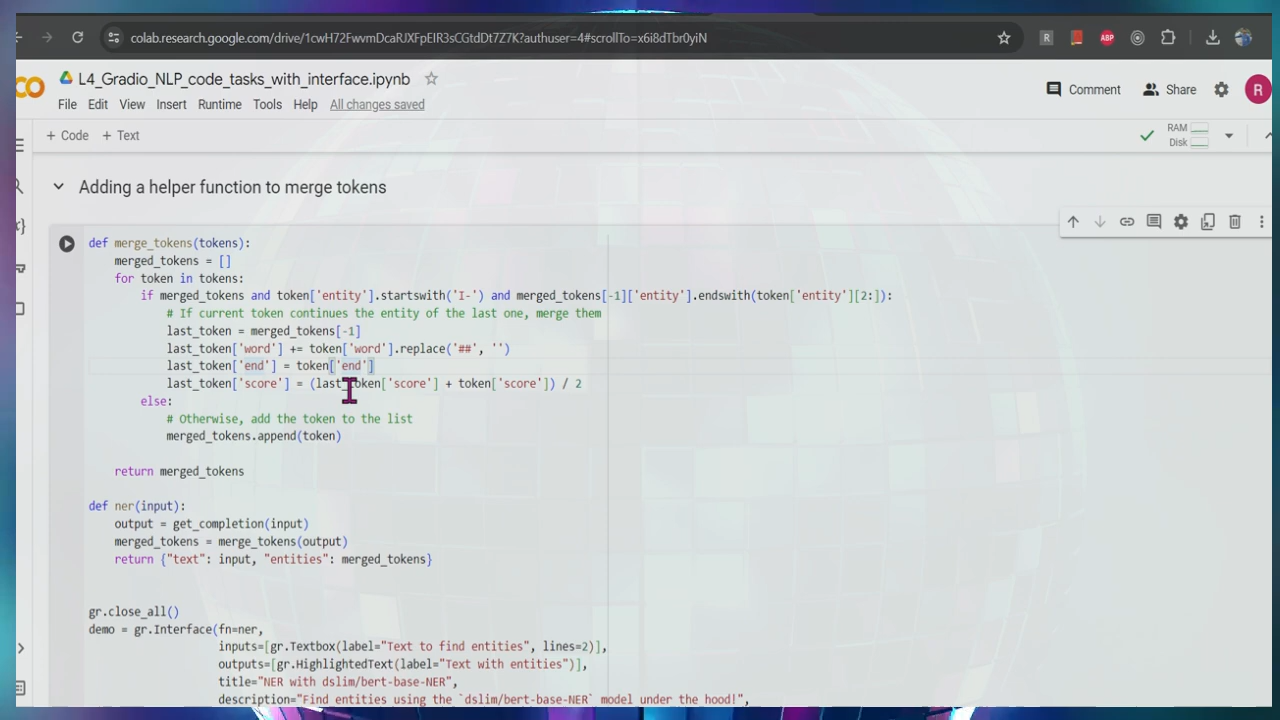 colab.research.google.com/drive/1cwH72FwvmDcaRJXFpEIR3sCGtdDt7Z7K?authuser=4#scrollTo=x6i8dTbr0yiN
R
ABP
CO
L4_Gradio_NLP_code_tasks_with_interface.ipynb
Comment
Share
R
File Edit View Insert Runtime Tools Help All changes saved
+ Code + Text
RAM
Disk
Adding a helper function to merge tokens
def merge_tokens(tokens):
    merged_tokens = []
    for token in tokens:
        if merged_tokens and token['entity'].startswith('I-') and merged_tokens[-1]['entity'].endswith(token['entity'][2:]):
            # If current token continues the entity of the last one, merge them
            last_token = merged_tokens[-1]
            last_token['word'] += token['word'].replace('##', '')
            last_token['end'] = token['end']
            last_token['score'] = (last_token['score'] + token['score']) / 2
        else:
            # Otherwise, add the token to the list
            merged_tokens.append(token)
    return merged_tokens
def ner(input):
    output = get_completion(input)
    merged_tokens = merge_tokens(output)
    return {"text": input, "entities": merged_tokens}
gr.close_all()
demo = gr.Interface(fn=ner,
                    inputs=[gr.Textbox(label="Text to find entities", lines=2)],
                    outputs=[gr.HighlightedText(label="Text with entities")],
                    title="NER with dslim/bert-base-NER",
                    description="Find entities using the `dslim/bert-base-NER` model under the hood!",